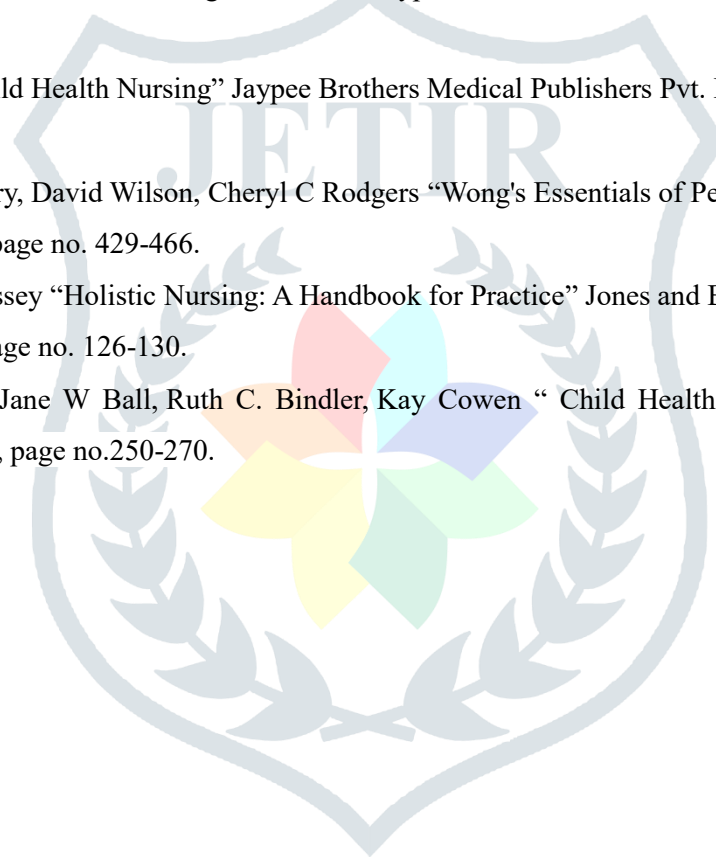 ld Health Nursing” Jaypee Brothers Medical Publishers Pvt.
JETIR
ry, David Wilson, Cheryl C Rodgers “Wong's Essentials of Pe
page no. 429-466.
ssey “Holistic Nursing: A Handbook for Practice” Jones and
ge no. 126-130.
Jane W Ball, Ruth C. Bindler, Kay Cowen “ Child Health
, page no.250-270.